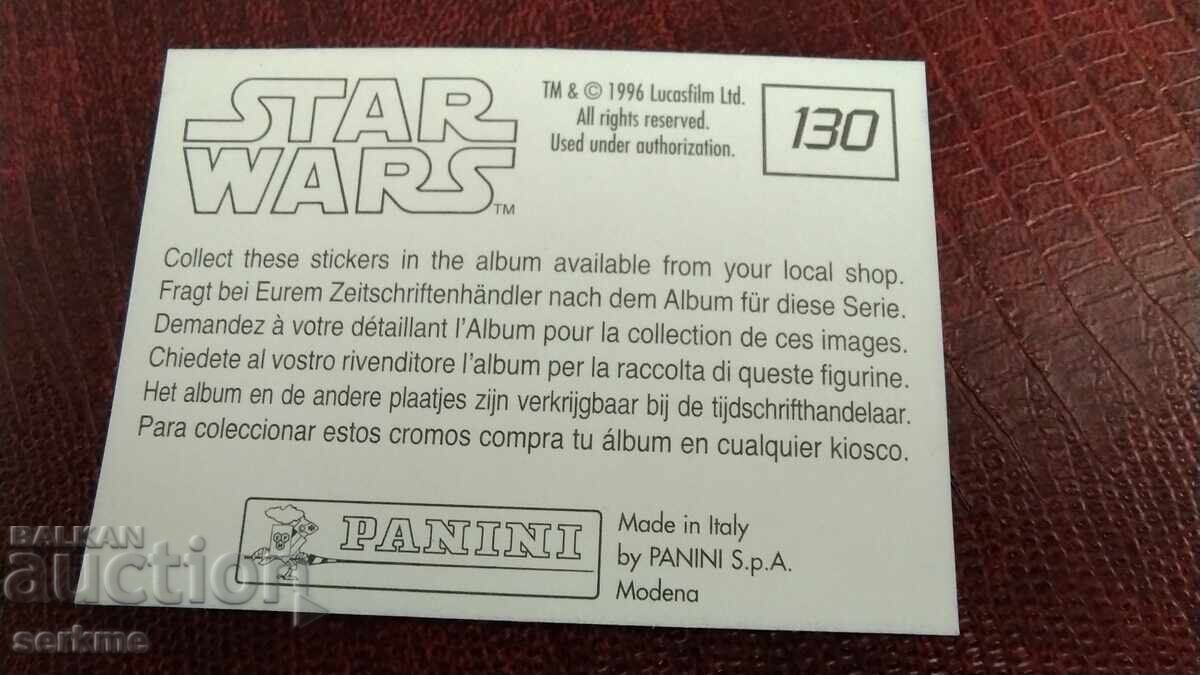 STAR
WARS
TM
TM & © 1996 Lucasfilm Ltd.
All rights reserved.
Used under authorization.
130
Collect these stickers in the album available from your local shop.
Fragt bei Eurem Zeitschriftenhändler nach dem Album für diese Serie.
Demandez à votre détaillant l'Album pour la collection de ces images.
Chiedete al vostro rivenditore l'album per la raccolta di queste figurine.
Het album en de andere plaatjes zijn verkrijgbaar bij de tijdschrifthandelaar.
Para coleccionar estos cromos compra tu álbum en cualquier kiosco.
PANINI
Made in Italy
by PANINI S.p.A.
Modena
BALKAN
auction
serkme